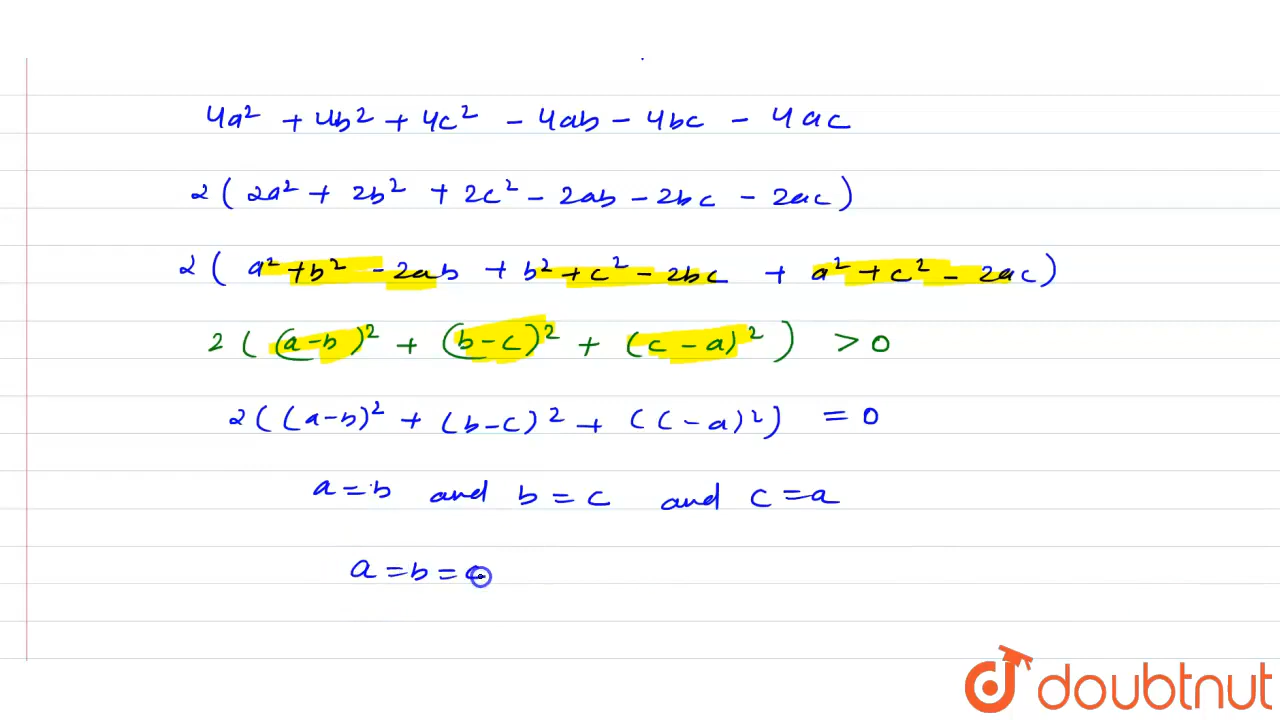 4a² + 4b² + 4c² - 4ab - 4bc - 4ac
2 ( 2a² + 2b² + 2c² - 2ab - 2bc - 2ac )
2 ( a² + b² - 2ab + b² + c² - 2bc + a² + c² - 2ac )
2 ( (a-b)² + (b-c)² + (c-a)² ) > 0
2 ( (a-b)² + (b-c)² + ((-a)²) = 0
a = b and b = c and c = a
a = b = c
doubtnut